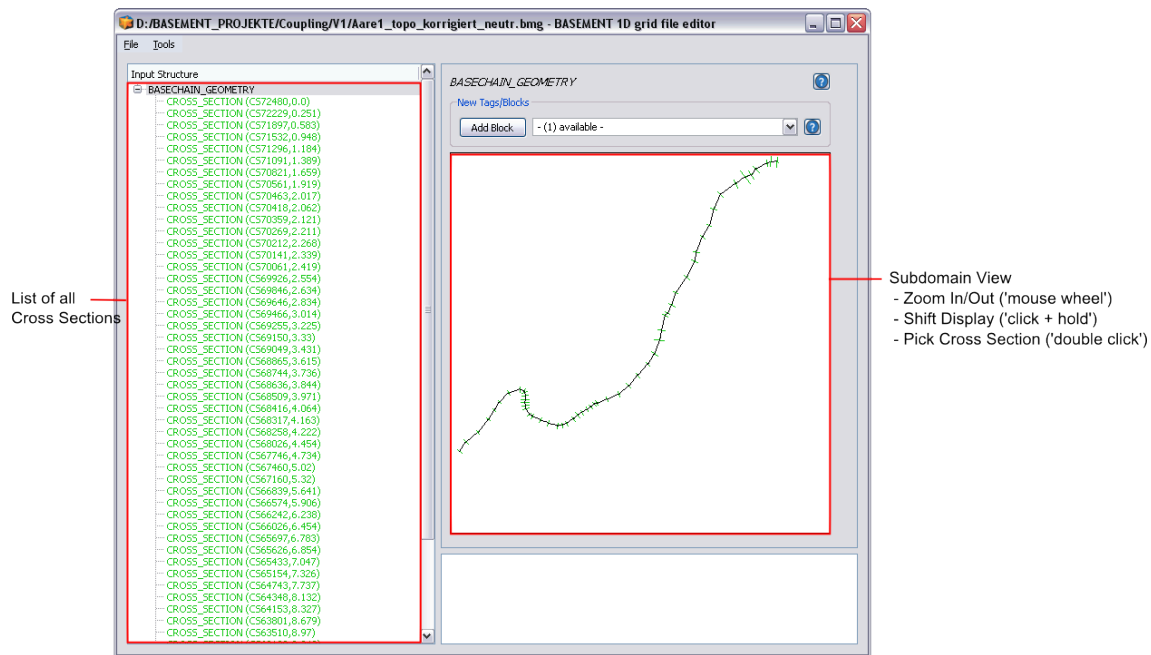 D:/BASEMENT_PROJEKTE/Coupling/V1/Aare1_topo_korrigiert_neutr.bmg - BASEMENT 1D grid file editor
File Tools
Input Structure
BASECHAIN_GEOMETRY
CROSS_SECTION (CS72480,0.0)
CROSS_SECTION (CS72229,0.251)
CROSS_SECTION (CS71897,0.583)
CROSS_SECTION (CS71532,0.948)
CROSS_SECTION (CS71296,1.184)
CROSS_SECTION (CS71091,1.389)
CROSS_SECTION (CS70821,1.659)
CROSS_SECTION (CS70561,1.919)
CROSS_SECTION (CS70463,2.017)
CROSS_SECTION (CS70418,2.062)
CROSS_SECTION (CS70359,2.121)
CROSS_SECTION (CS70269,2.211)
CROSS_SECTION (CS70212,2.268)
CROSS_SECTION (CS70141,2.339)
CROSS_SECTION (CS70061,2.419)
CROSS_SECTION (CS69926,2.554)
CROSS_SECTION (CS69846,2.634)
CROSS_SECTION (CS69646,2.834)
CROSS_SECTION (CS69466,3.014)
CROSS_SECTION (CS69255,3.225)
CROSS_SECTION (CS69150,3.33)
CROSS_SECTION (CS69049,3.431)
CROSS_SECTION (CS68865,3.615)
CROSS_SECTION (CS68744,3.736)
CROSS_SECTION (CS68636,3.844)
CROSS_SECTION (CS68509,3.971)
CROSS_SECTION (CS68416,4.064)
CROSS_SECTION (CS68317,4.163)
CROSS_SECTION (CS68258,4.222)
CROSS_SECTION (CS68026,4.454)
CROSS_SECTION (CS67746,4.734)
CROSS_SECTION (CS67460,5.02)
CROSS_SECTION (CS67160,5.32)
CROSS_SECTION (CS66839,5.641)
CROSS_SECTION (CS66574,5.906)
CROSS_SECTION (CS66242,6.238)
CROSS_SECTION (CS66026,6.454)
CROSS_SECTION (CS65697,6.783)
CROSS_SECTION (CS65626,6.854)
CROSS_SECTION (CS65433,7.047)
CROSS_SECTION (CS65154,7.326)
CROSS_SECTION (CS64743,7.737)
CROSS_SECTION (CS64348,8.132)
CROSS_SECTION (CS64153,8.327)
CROSS_SECTION (CS63801,8.679)
CROSS_SECTION (CS63510,8.97)
BASECHAIN_GEOMETRY
New Tags/Blocks
Add Block - (1) available -
List of all
Cross Sections
Subdomain View
- Zoom In/Out ('mouse wheel')
- Shift Display ('click + hold')
- Pick Cross Section ('double click')